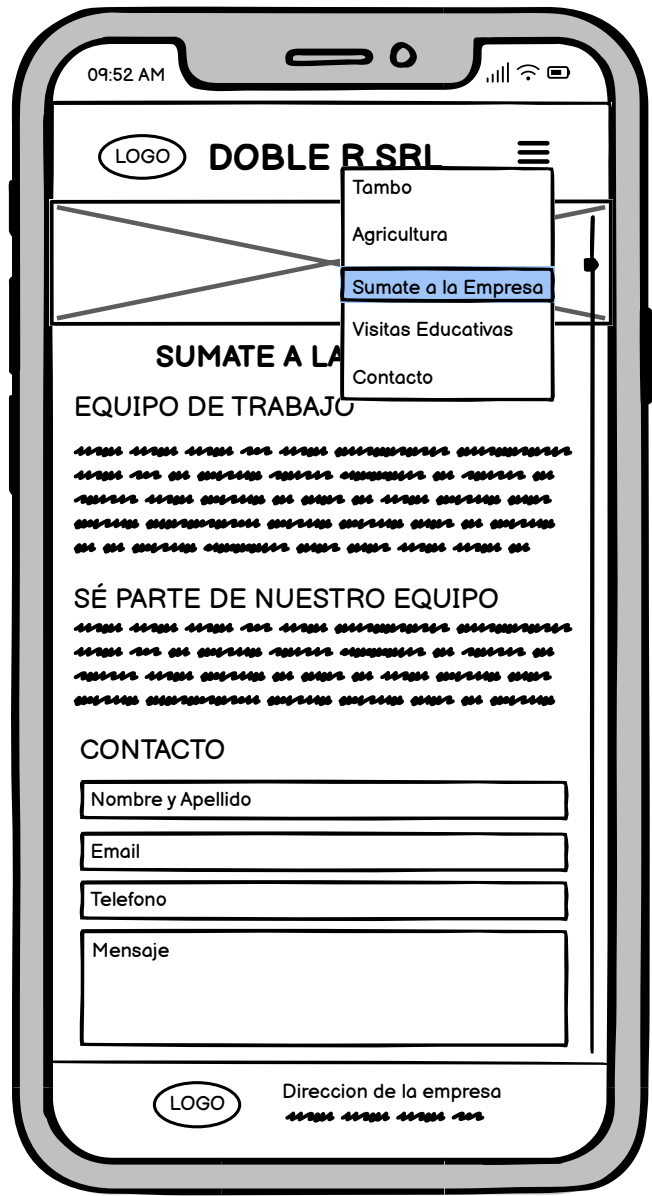 09:52 AM
LOGO
DOBLE R SRL
Tambo
Agricultura
Sumate a la Empresa
Visitas Educativas
Contacto
SUMATE A LA
EQUIPO DE TRABAJO
SÉ PARTE DE NUESTRO EQUIPO
CONTACTO
Nombre y Apellido
Email
Telefono
Mensaje
LOGO
Direccion de la empresa